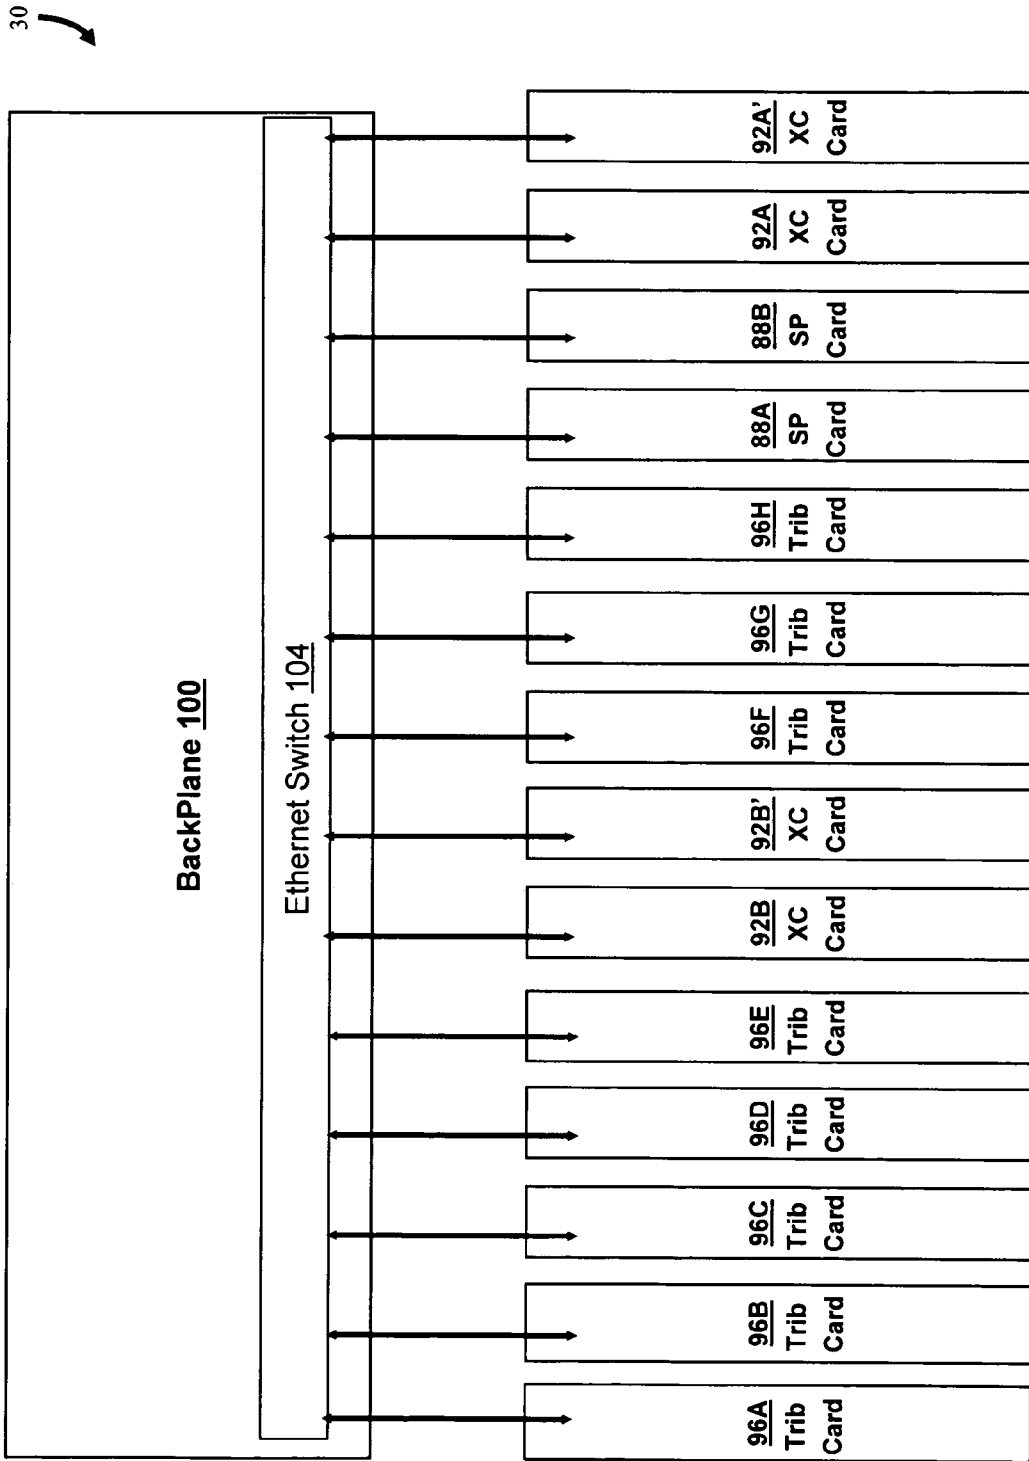 30
BackPlane 100
Ethernet Switch 104
96A
Trib
Card
96B
Trib
Card
96C
Trib
Card
96D
Trib
Card
96E
Trib
Card
92B
XC
Card
92B'
XC
Card
96F
Trib
Card
96G
Trib
Card
96H
Trib
Card
88A
SP
Card
88B
SP
Card
92A
XC
Card
92A'
XC
Card